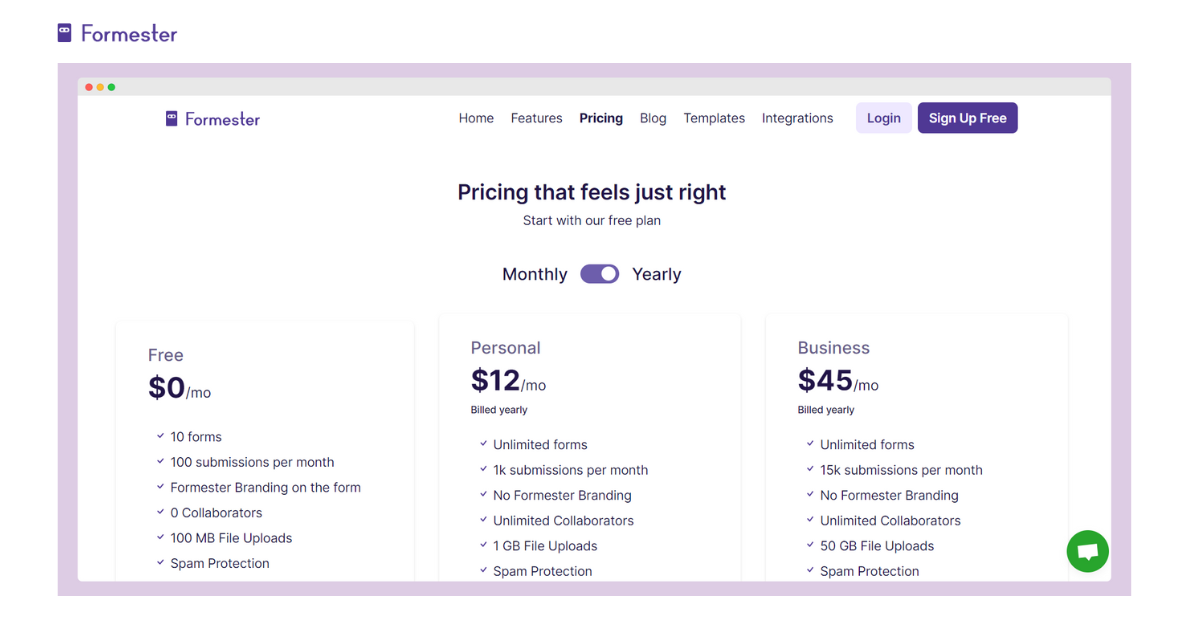 Formester
Formester
Home Features Pricing Blog Templates Integrations Login Sign Up Free
Pricing that feels just right
Start with our free plan
Monthly Yearly
Free
$0/mo
10 forms
100 submissions per month
Formester Branding on the form
0 Collaborators
100 MB File Uploads
Spam Protection
Personal
$12/mo
Billed yearly
Unlimited forms
1k submissions per month
No Formester Branding
Unlimited Collaborators
1 GB File Uploads
Spam Protection
Business
$45/mo
Billed yearly
Unlimited forms
15k submissions per month
No Formester Branding
Unlimited Collaborators
50 GB File Uploads
Spam Protection